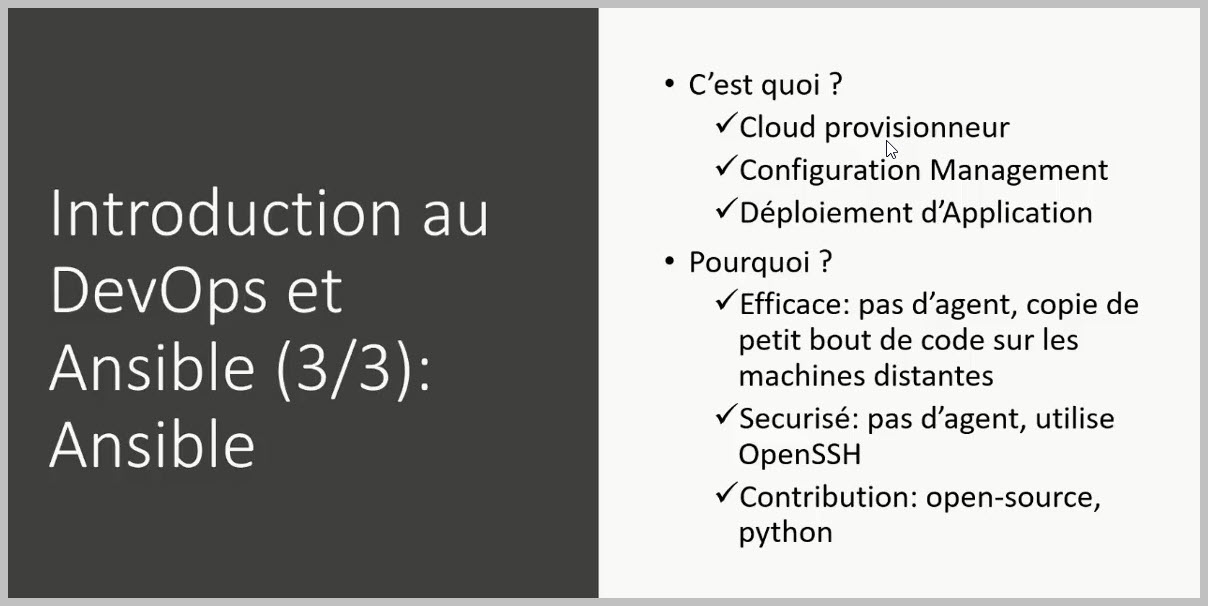 Introduction au
DevOps et
Ansible (3/3):
Ansible
• C’est quoi ?
✓Cloud provisionneur
✓Configuration Management
✓Déploiement d’Application
• Pourquoi ?
✓Efficace: pas d’agent, copie de
petit bout de code sur les
machines distantes
✓Securisé: pas d’agent, utilise
OpenSSH
✓Contribution: open-source,
python